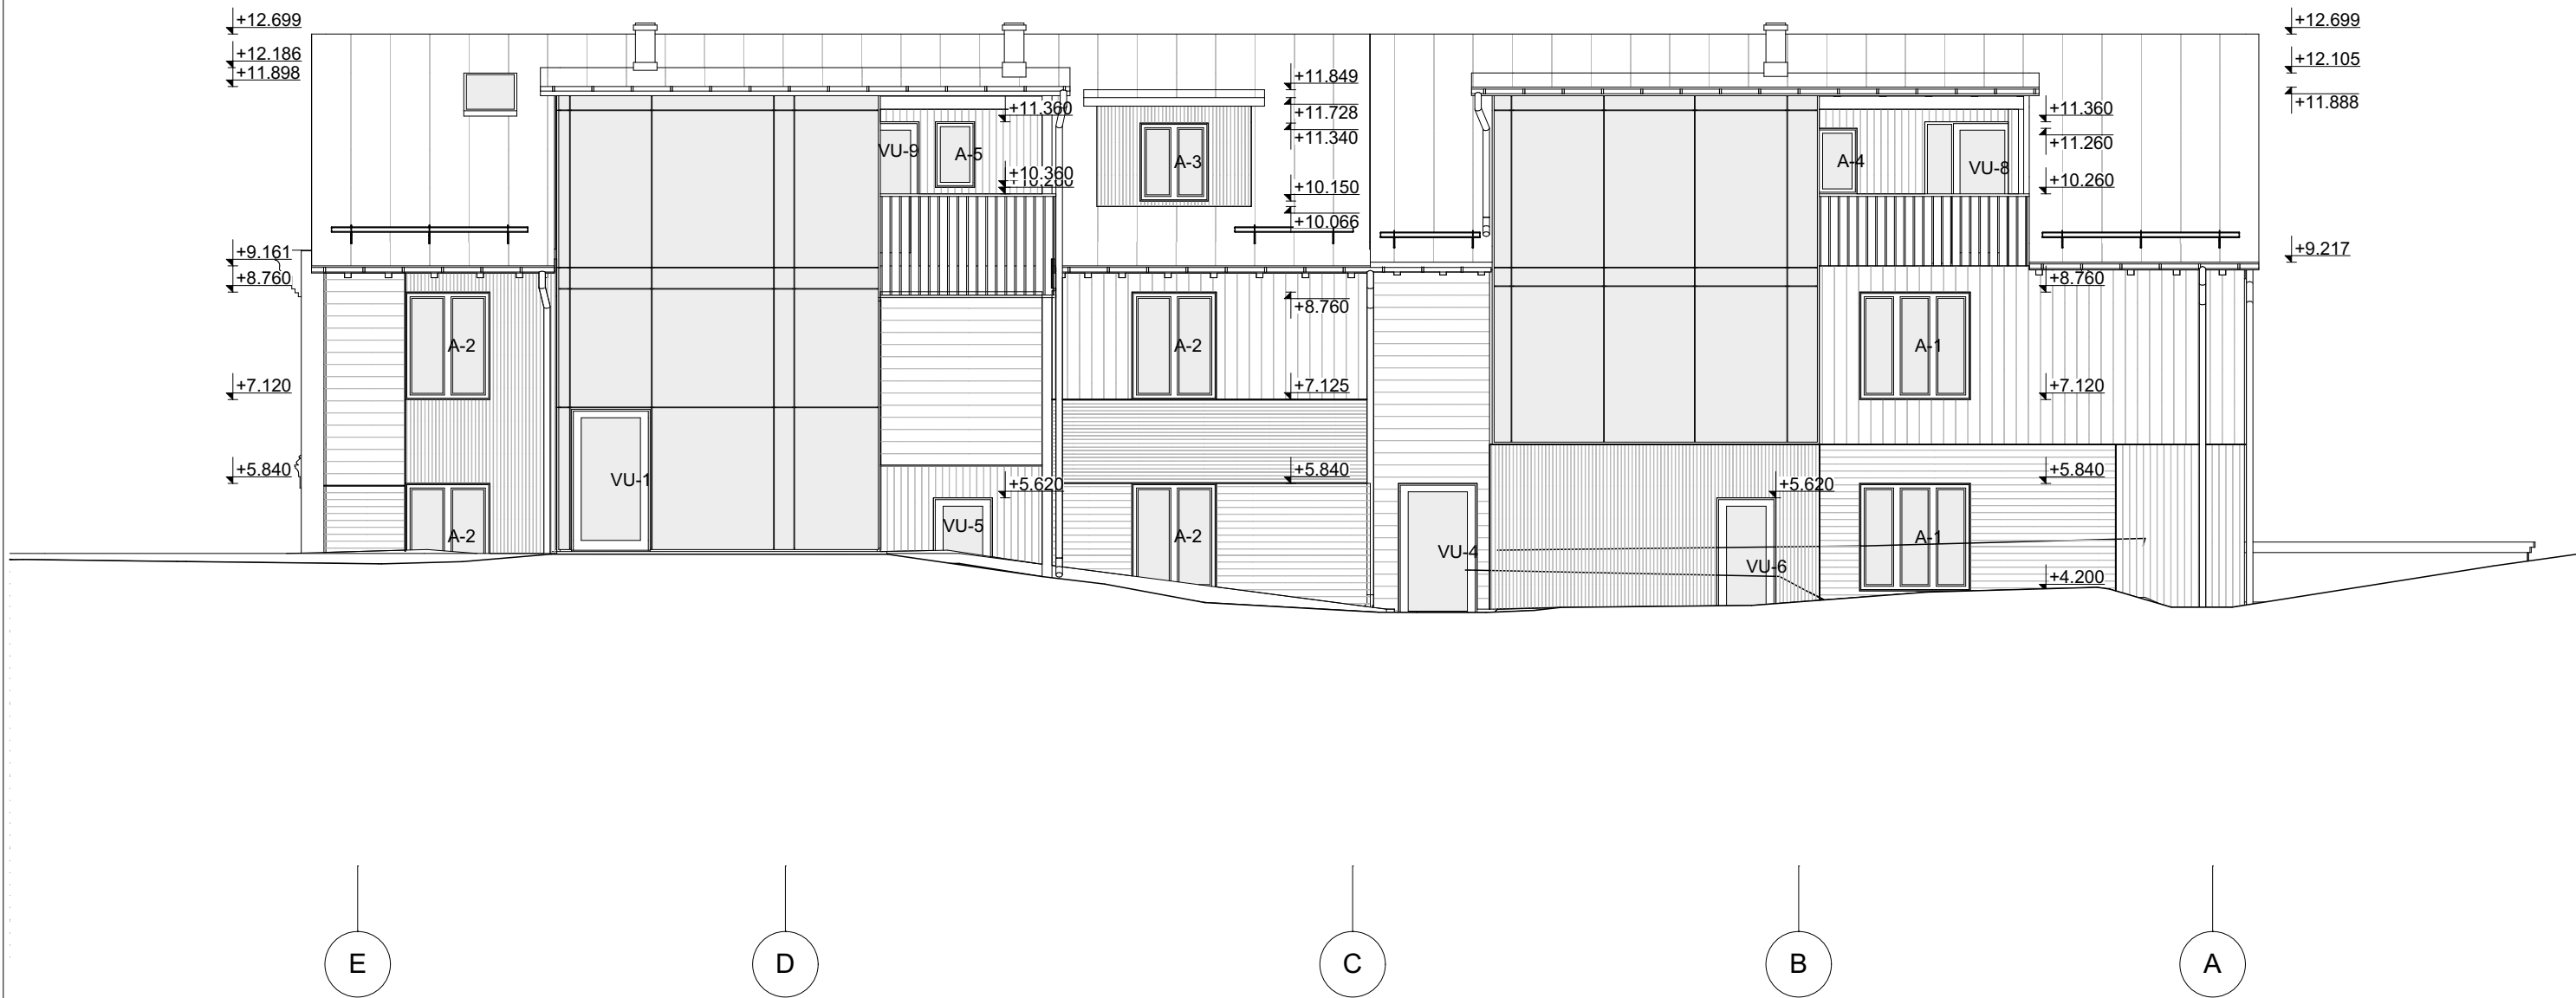 +12.699
+12.699
+12.186
+12.105
+11.898
+11.849
+11.888
+11.360
+11.728
+11.360
+11.340
+11.260
VU-9
A-5
A-3
A-4
VU-8
+10.360
+10.150
+10.260
+10.066
+9.161
+9.217
+8.760
+8.760
+8.760
A-2
A-2
A-1
+7.120
+7.125
+7.120
+5.840
+5.840
+5.840
VU-1
+5.620
+5.620
VU-5
A-2
A-2
A-1
VU-4
VU-6
+4.200
E
D
C
B
A